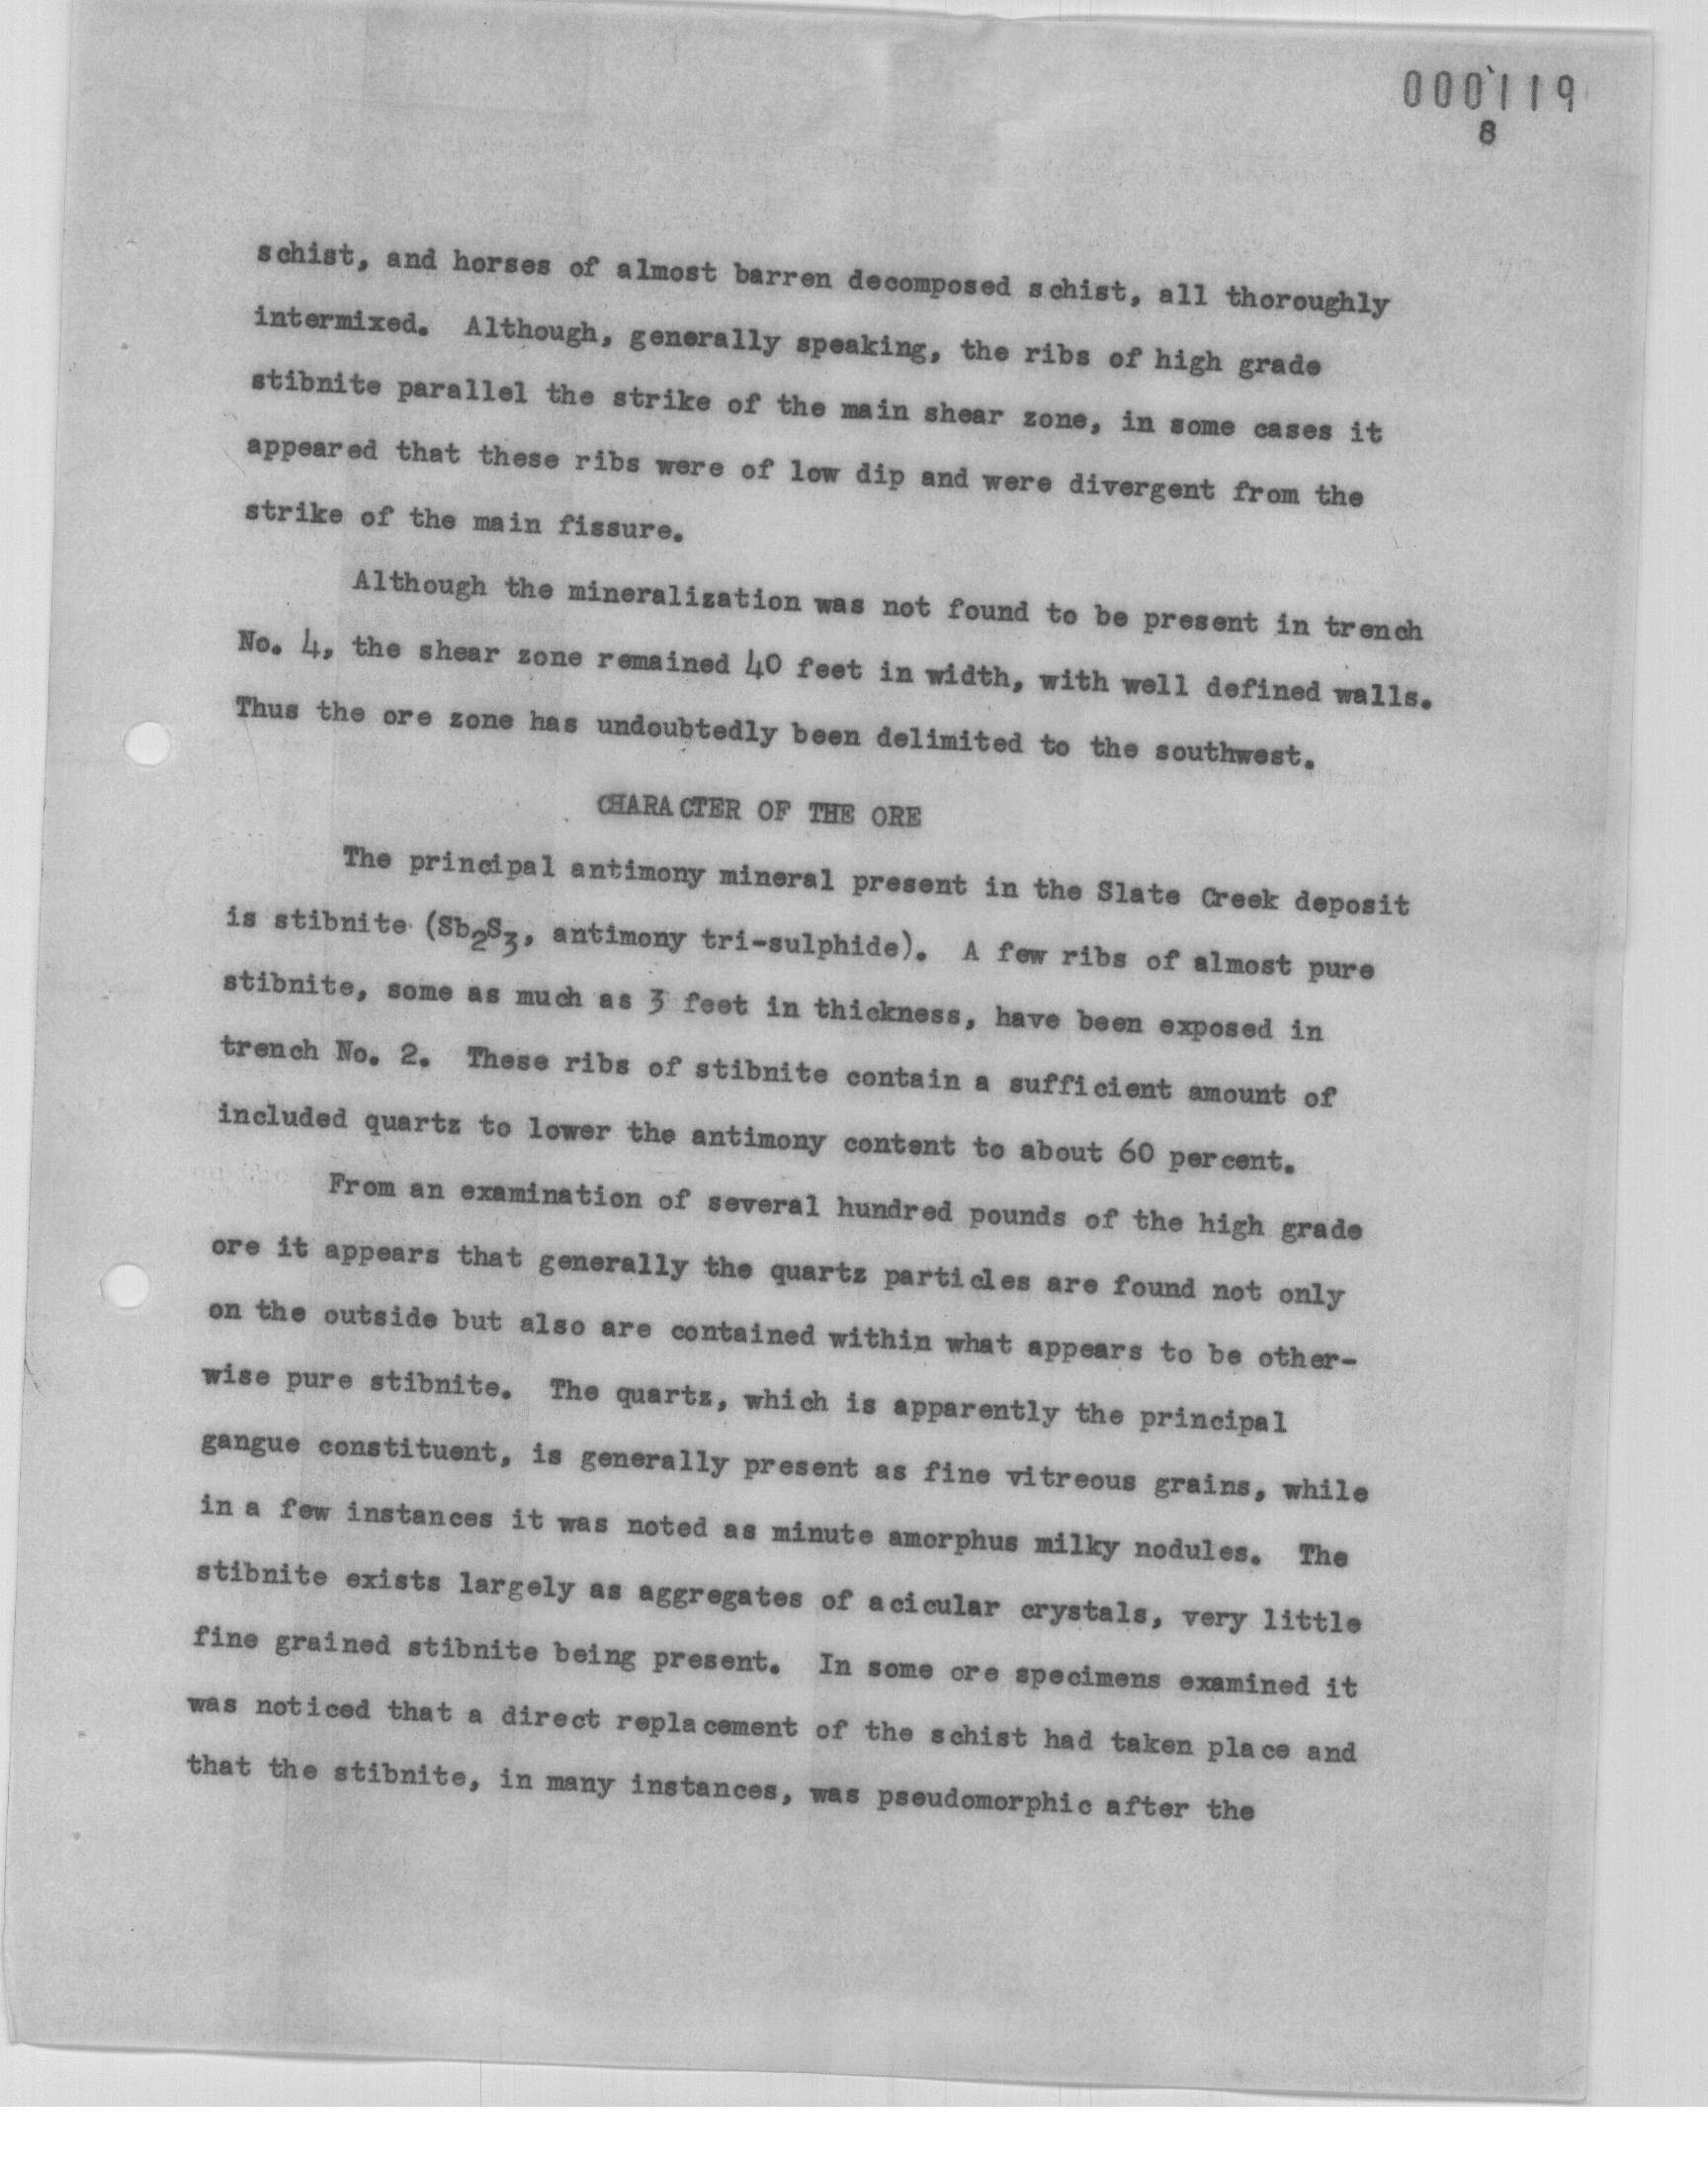 000119
8
schist, and horses of almost barren decomposed schist, all thoroughly
intermixed. Although, generally speaking, the ribs of high grade
stibnite parallel the strike of the main shear zone, in some cases it
appeared that these ribs were of low dip and were divergent from the
strike of the main fissure.
Although the mineralization was not found to be present in trench
No. 4, the shear zone remained 40 feet in width, with well defined walls.
Thus the ore zone has undoubtedly been delimited to the southwest.
CHARACTER OF THE ORE
The principal antimony mineral present in the Slate Creek deposit
is stibnite (Sb₂S₃, antimony tri-sulphide). A few ribs of almost pure
stibnite, some as much as 3 feet in thickness, have been exposed in
trench No. 2. These ribs of stibnite contain a sufficient amount of
included quartz to lower the antimony content to about 60 percent.
From an examination of several hundred pounds of the high grade
ore it appears that generally the quartz particles are found not only
on the outside but also are contained within what appears to be other-
wise pure stibnite. The quartz, which is apparently the principal
gangue constituent, is generally present as fine vitreous grains, while
in a few instances it was noted as minute amorphus milky nodules. The
stibnite exists largely as aggregates of acicular crystals, very little
fine grained stibnite being present. In some ore specimens examined it
was noticed that a direct replacement of the schist had taken place and
that the stibnite, in many instances, was pseudomorphic after the